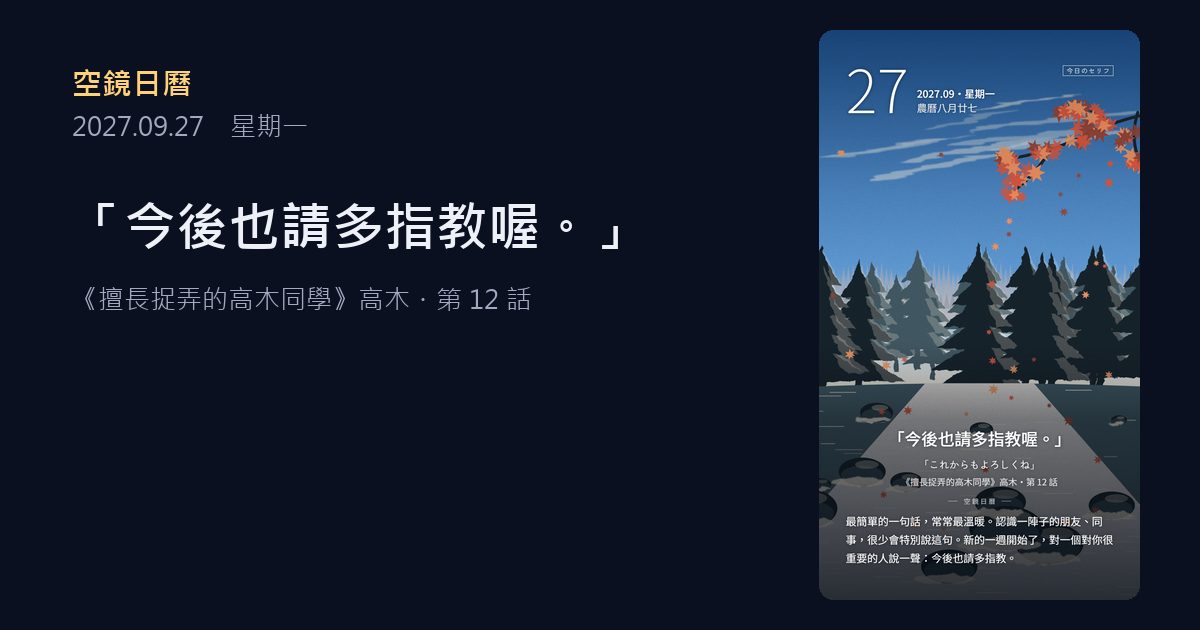 空鏡日曆
2027.09.27 星期一
「今後也請多指教喔。」
《擅長捉弄的高木同學》高木・第 12 話
27
2027.09・星期一
農曆八月廿七
今日のセリフ
「今後也請多指教喔。」
「これからもよろしくね」
《擅長捉弄的高木同學》高木・第 12 話
— 空鏡日曆 —
最簡單的一句話，常常最溫暖。認識一陣子的朋友、同
事，很少會特別說這句。新的一週開始了，對一個對你很
重要的人說一聲：今後也請多指教。